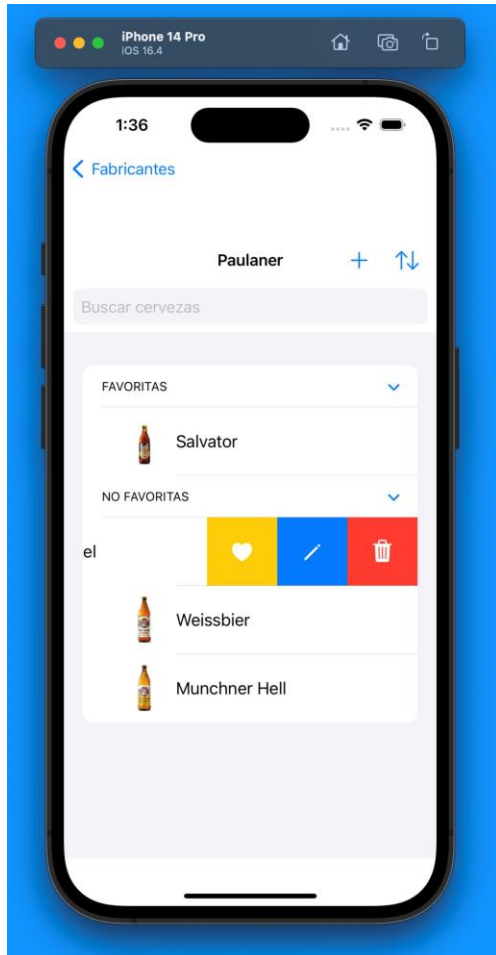 iPhone 14 Pro
iOS 16.4
1:36
Fabricantes
Paulaner
Buscar cervezas
FAVORITAS
Salvator
NO FAVORITAS
el
Weissbier
Munchner Hell